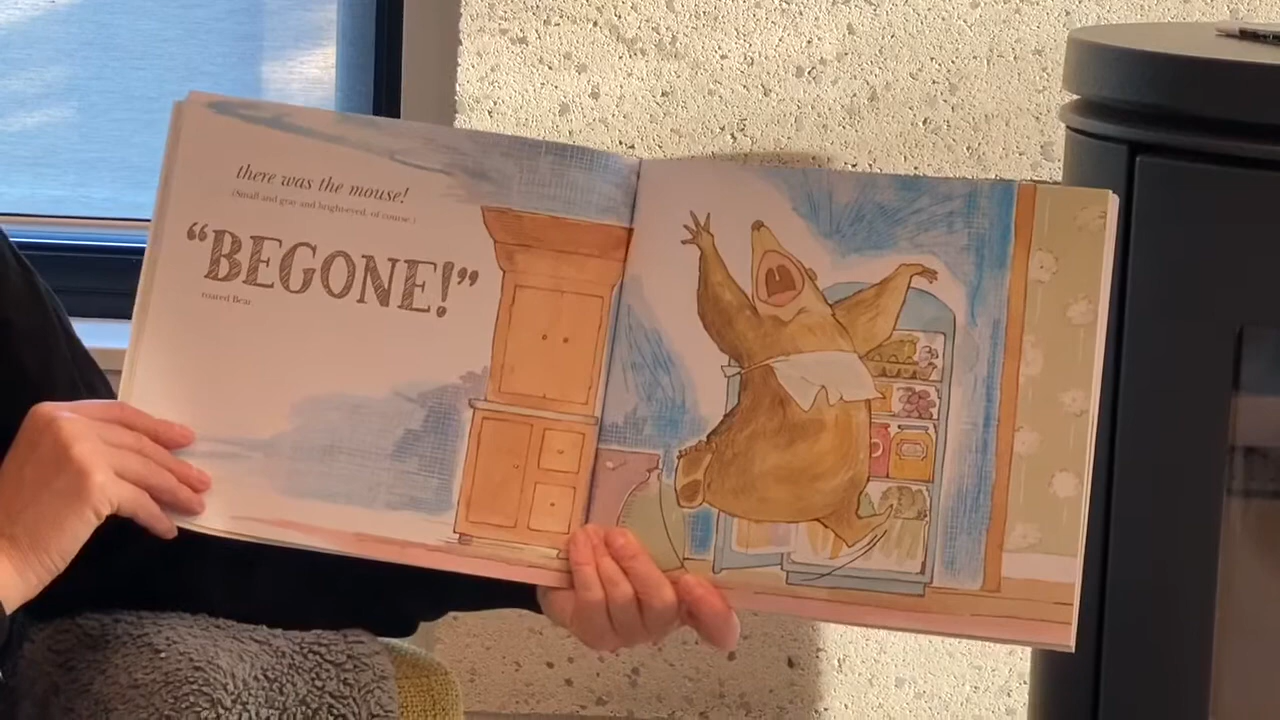 there was the mouse!
(Small and gray and bright-eyed, of course.)
“BEGONE!”
roared Bear.